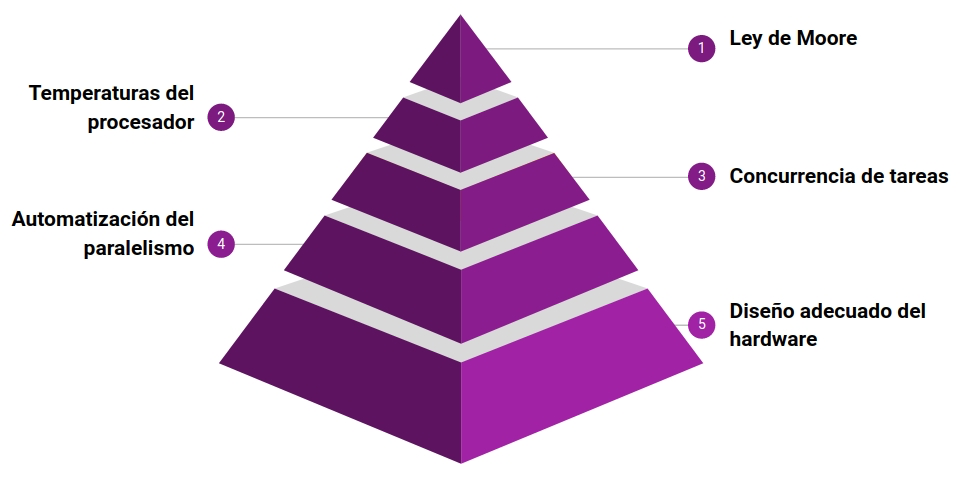 1
Ley de Moore
Temperaturas del
procesador
2
3
Concurrencia de tareas
Automatización del
paralelismo
4
5
Diseño adecuado del
hardware